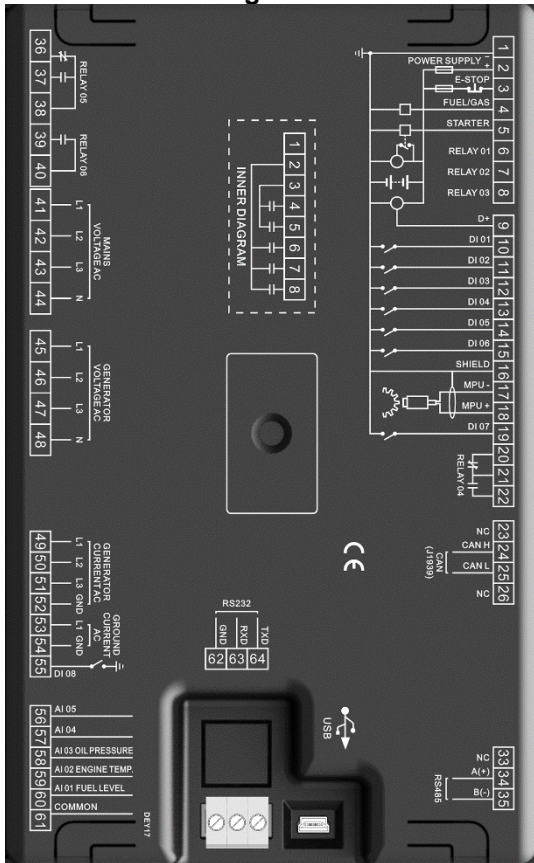 36
37
38
39
40
RELAY 05
RELAY 06
41
42
43
44
L1
L2
L3
N
MAINS
VOLTAGE AC
45
46
47
48
L1
L2
L3
N
GENERATOR
VOLTAGE AC
49
50
51
52
53
54
55
L1
L2
L3
GND
GENERATOR
CURRENT AC
L1
GND
GROUND
CURRENT
AC
DI 08
56
57
58
59
60
61
AI 05
AI 04
AI 03 OIL PRESSURE
AI 02 ENGINE TEMP.
AI 01 FUEL LEVEL
COMMON
DEY17
INNER DIAGRAM
1
2
3
4
5
6
7
8
RS232
GND
RXD
TXD
62 63 64
USB
CE
POWER SUPPLY
−
+
E-STOP
FUEL/GAS
STARTER
RELAY 01
RELAY 02
RELAY 03
1
2
3
4
5
6
7
8
D+
DI 01
DI 02
DI 03
DI 04
DI 05
DI 06
SHIELD
MPU -
MPU +
DI 07
RELAY 04
9
10
11
12
13
14
15
16
17
18
19
20
21
22
NC
CAN H
CAN L
NC
CAN
(J1939)
23
24
25
26
NC
A(+)
B(-)
RS485
33
34
35